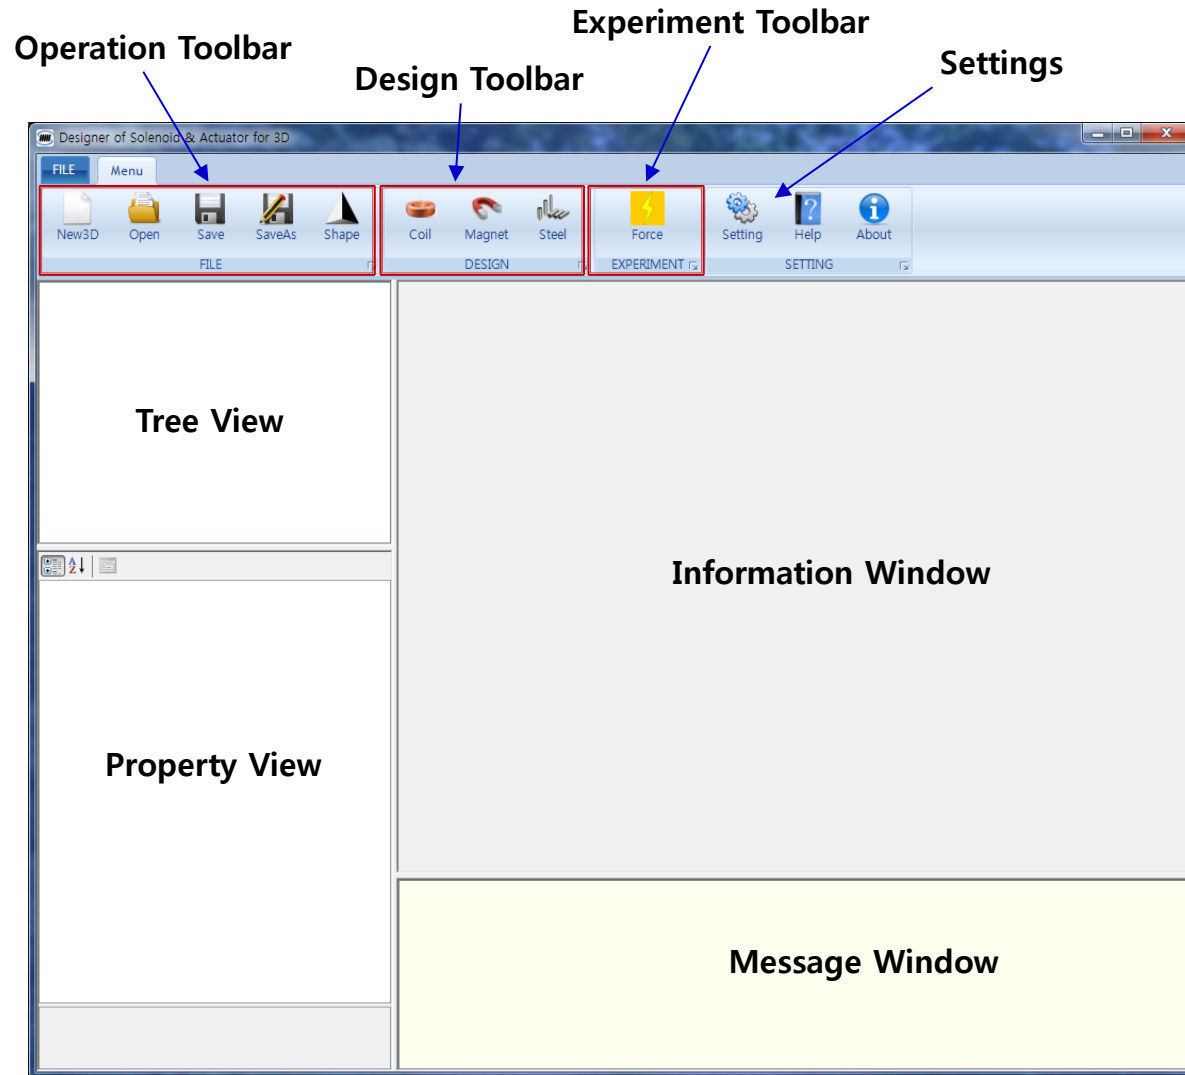 Experiment Toolbar
Operation Toolbar
Settings
Design Toolbar
Designer of Solenoid & Actuator for 3D
FILE Menu
New3D Open Save SaveAs Shape Coil Magnet Steel Force Setting Help About
FILE DESIGN EXPERIMENT SETTING
Tree View
Information Window
Property View
Message Window